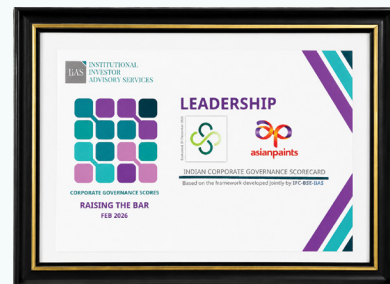 IiAS
INSTITUTIONAL
INVESTOR
ADVISORY SERVICES
LEADERSHIP
asianpaints
INDIAN CORPORATE GOVERNANCE SCORECARD
Based on the framework developed jointly by IFC-BSE-IiAS
CORPORATE GOVERNANCE SCORES
RAISING THE BAR
FEB 2026